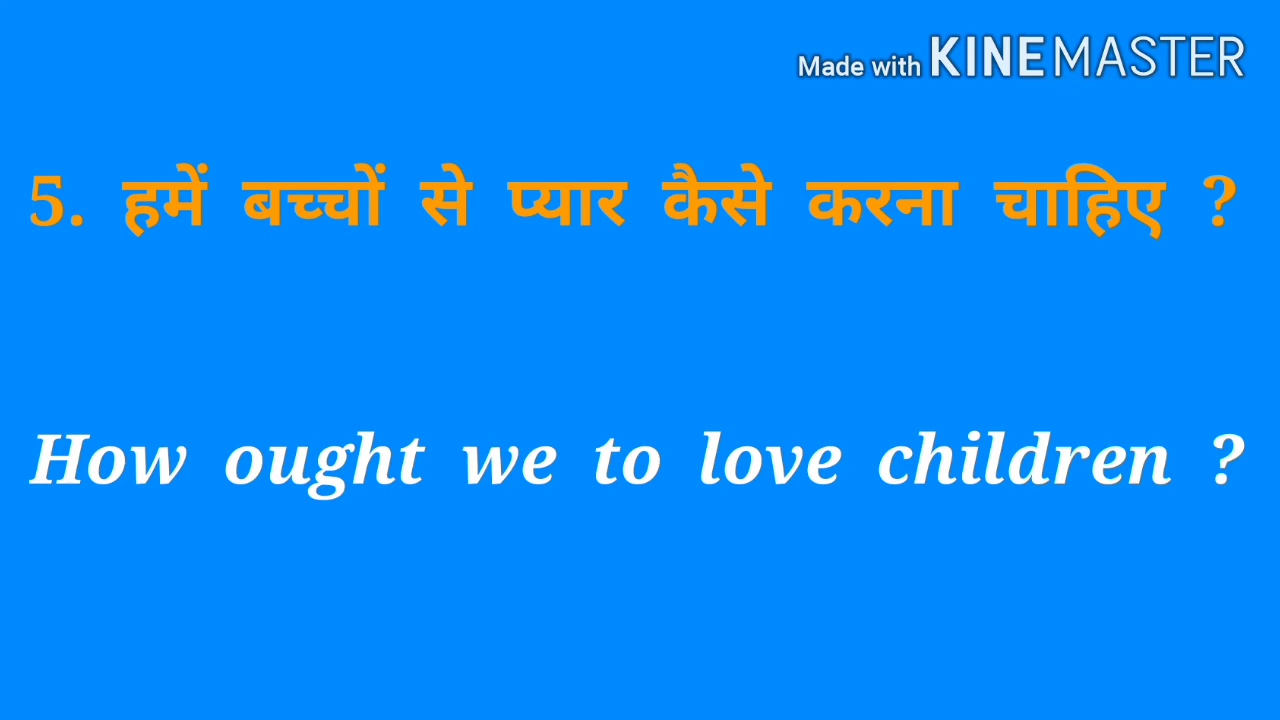 Made with KINEMASTER
5. हमें बच्चों से प्यार कैसे करना चाहिए ?
How ought we to love children ?